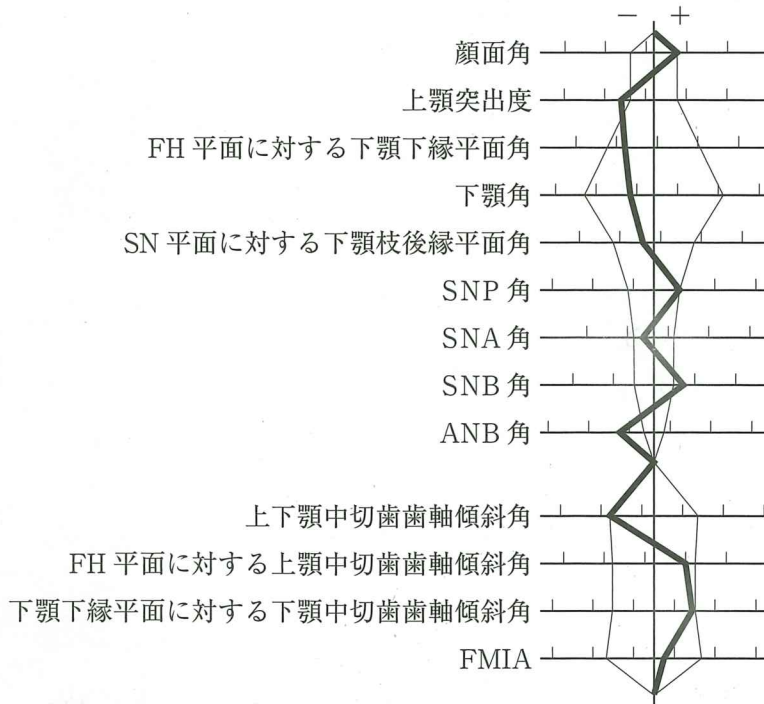 − +
顔面角
上顎突出度
FH 平面に対する下顎下縁平面角
下顎角
SN 平面に対する下顎枝後縁平面角
SNP 角
SNA 角
SNB 角
ANB 角
上下顎中切歯歯軸傾斜角
FH 平面に対する上顎中切歯歯軸傾斜角
下顎下縁平面に対する下顎中切歯歯軸傾斜角
FMIA